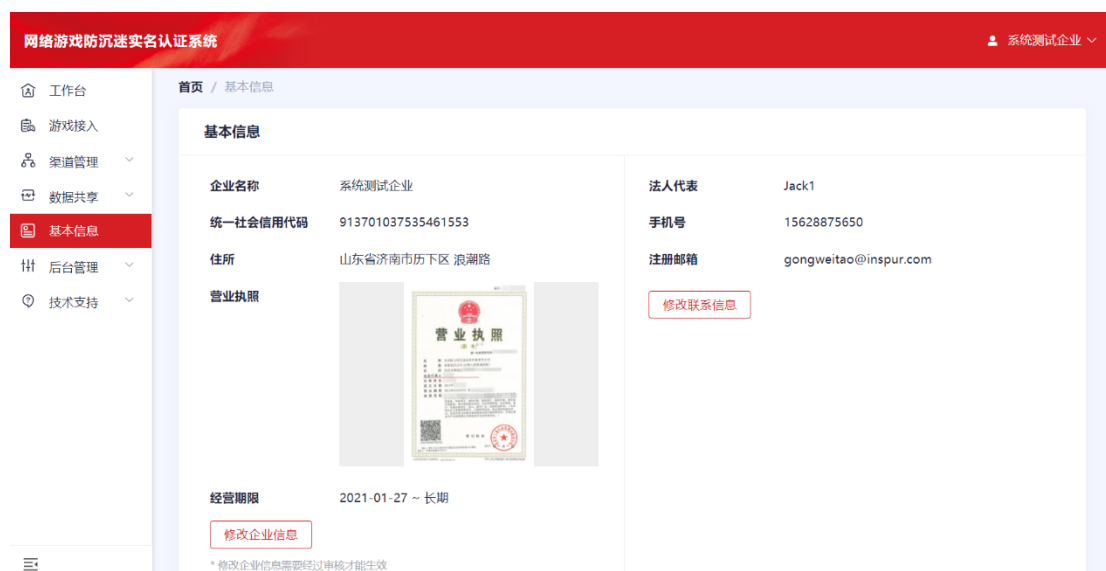 网络游戏防沉迷实名认证系统
系统测试企业
工作台
游戏接入
渠道管理
数据共享
基本信息
后台管理
技术支持
首页 / 基本信息
基本信息
企业名称 系统测试企业
统一社会信用代码 913701037535461553
住所 山东省济南市历下区 浪潮路
营业执照
营业执照
经营期限 2021-01-27 ~ 长期
修改企业信息
* 修改企业信息需要经过审核才能生效
法人代表 Jack1
手机号 15628875650
注册邮箱 gongweitao@inspur.com
修改联系信息